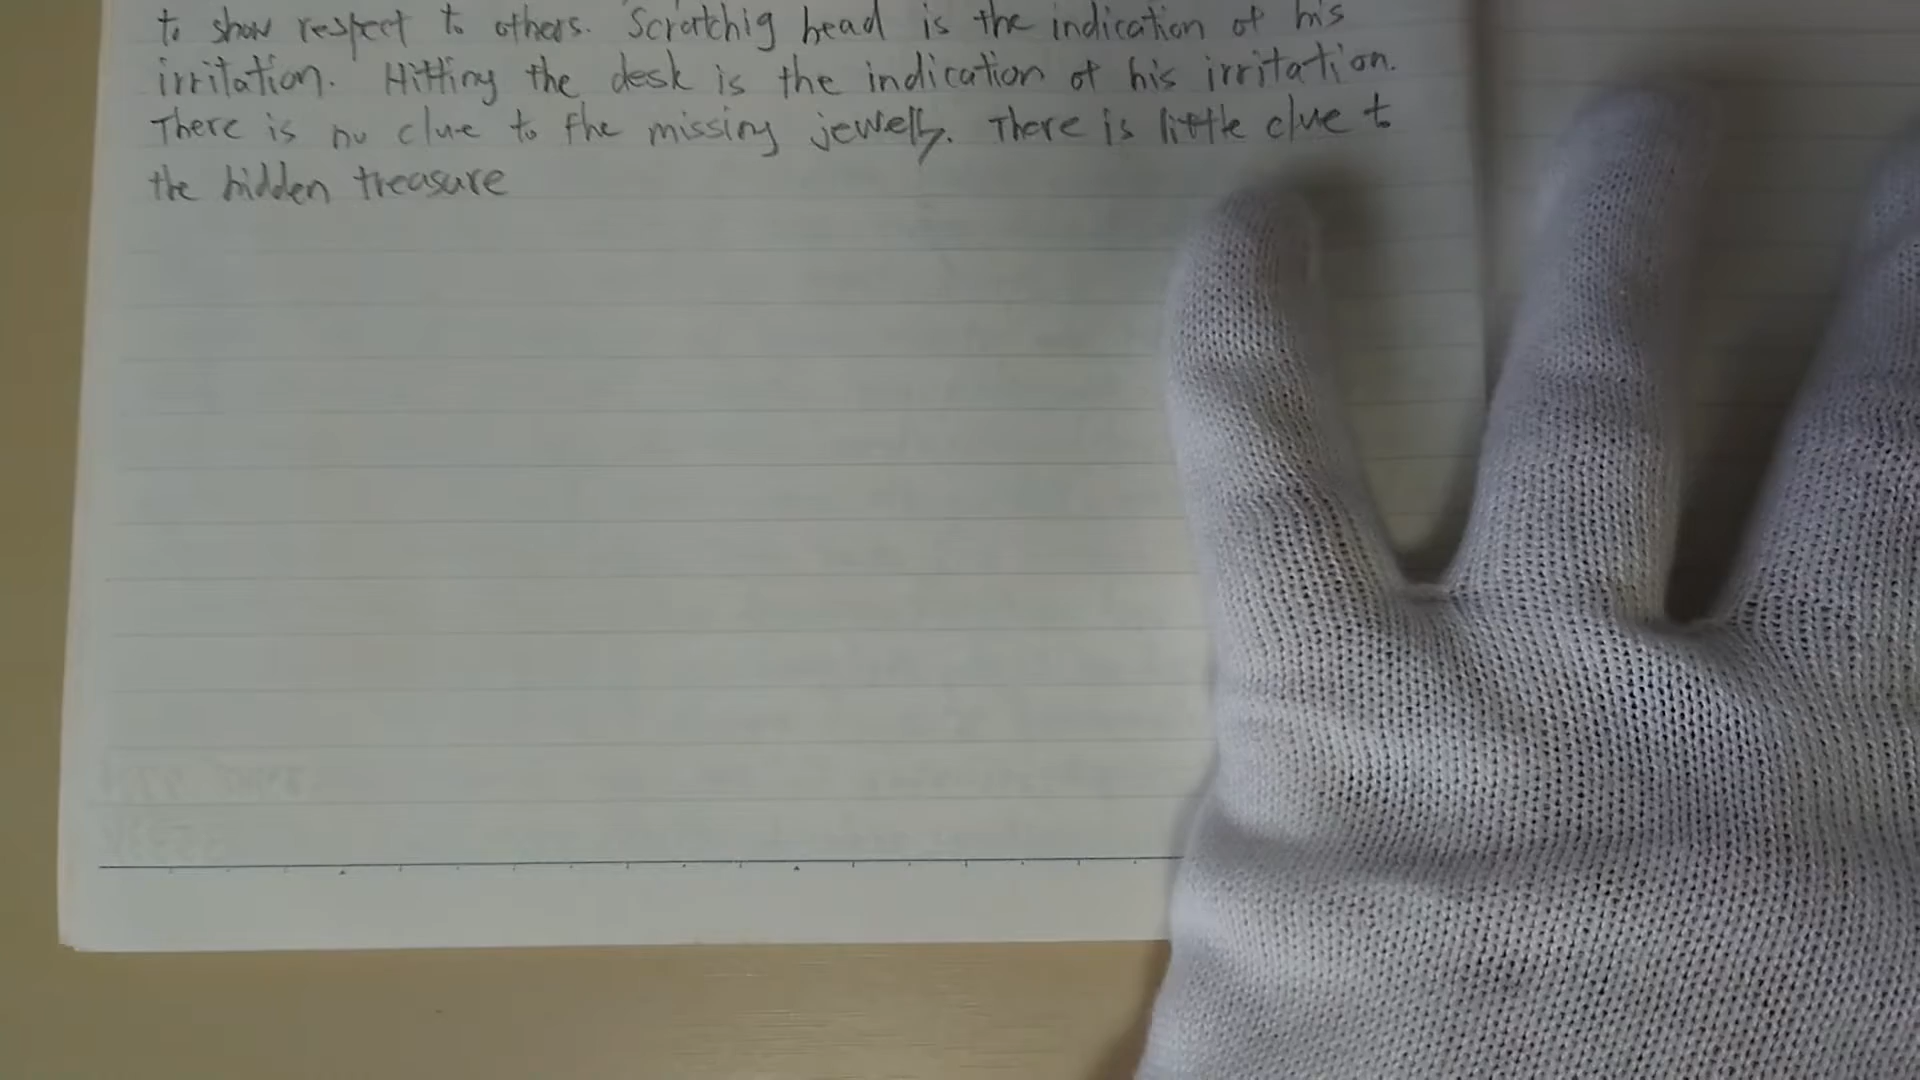 to show respect to others. Scratchig head is the indication of his
irritation. Hitting the desk is the indication of his irritation.
There is no clue to the missing jewelly. There is little clue to
the hidden treasure